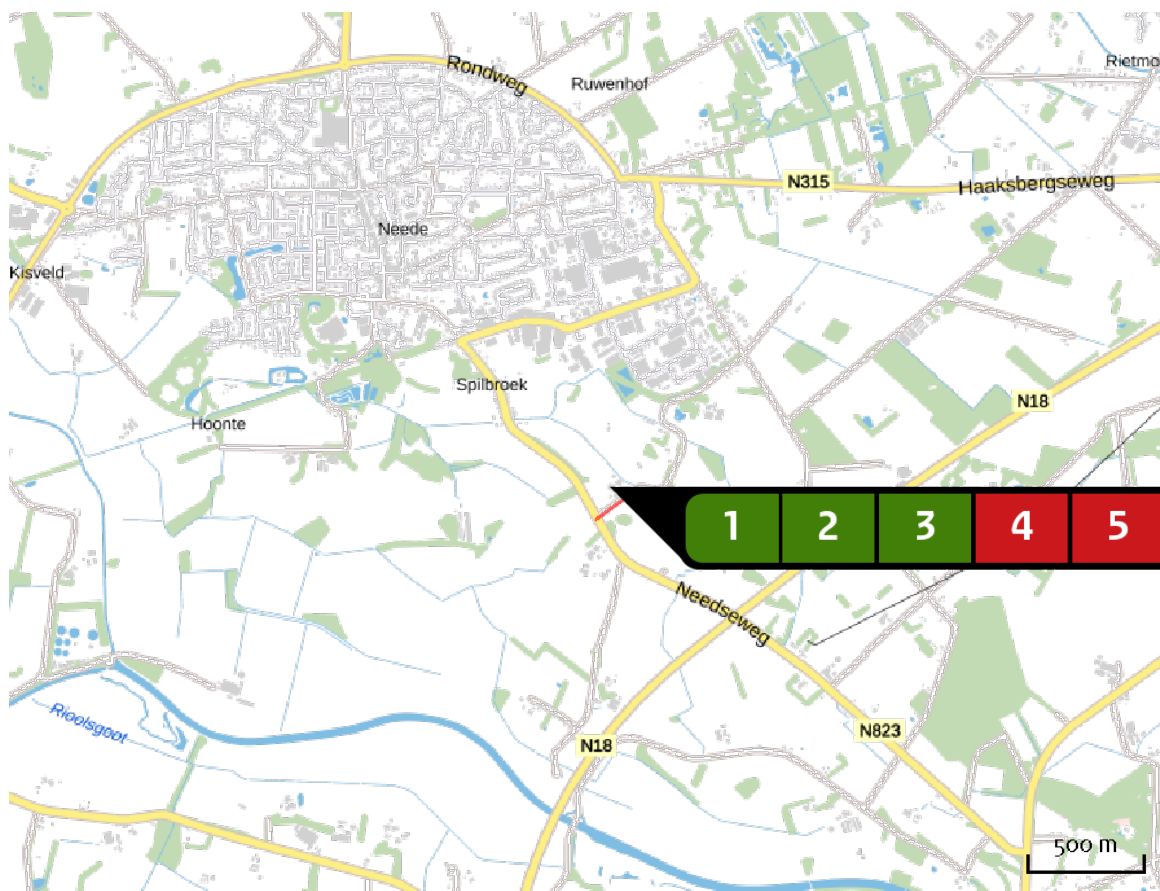 Rietmo
Rondweg
Ruwenhof
N315
Haaksbergseweg
Neede
Kisveld
Spilbroek
N18
Hoonte
1 2 3 4 5
Needseweg
Rioolsgoot
N18
N823
500 m